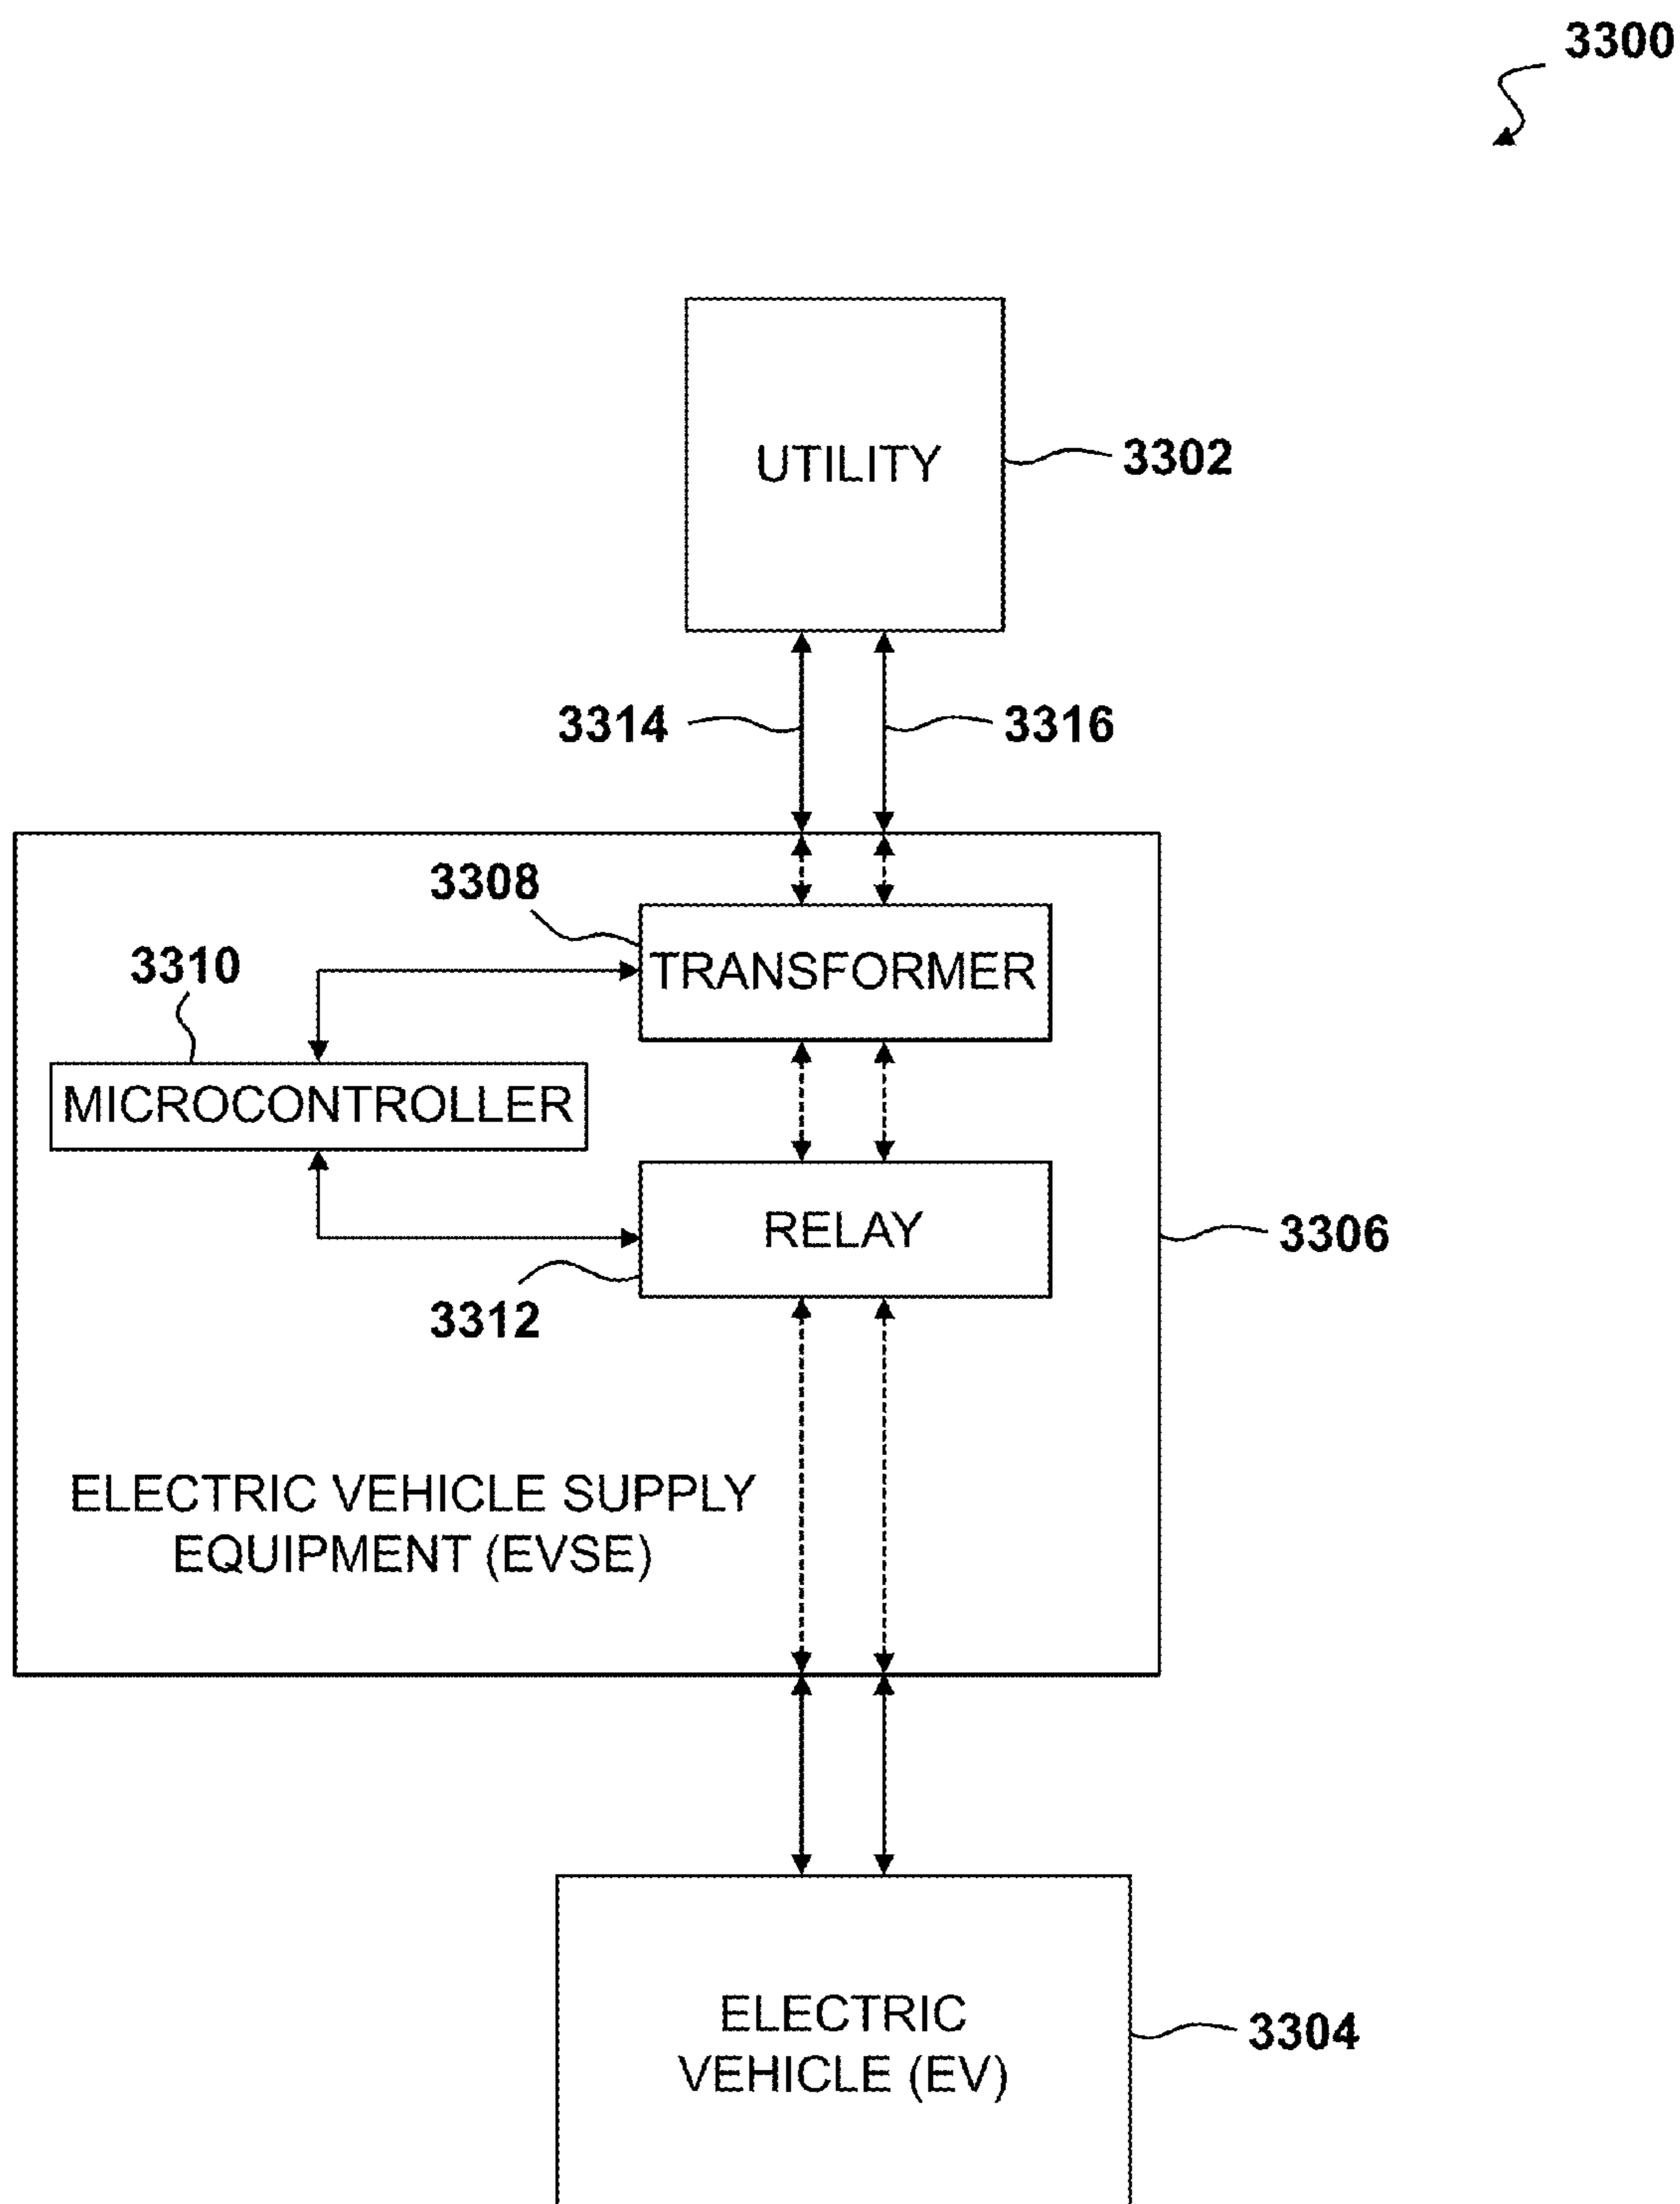 3300
UTILITY
3302
3314
3316
3308
TRANSFORMER
3310
MICROCONTROLLER
RELAY
3306
3312
ELECTRIC VEHICLE SUPPLY
EQUIPMENT (EVSE)
ELECTRIC
VEHICLE (EV)
3304